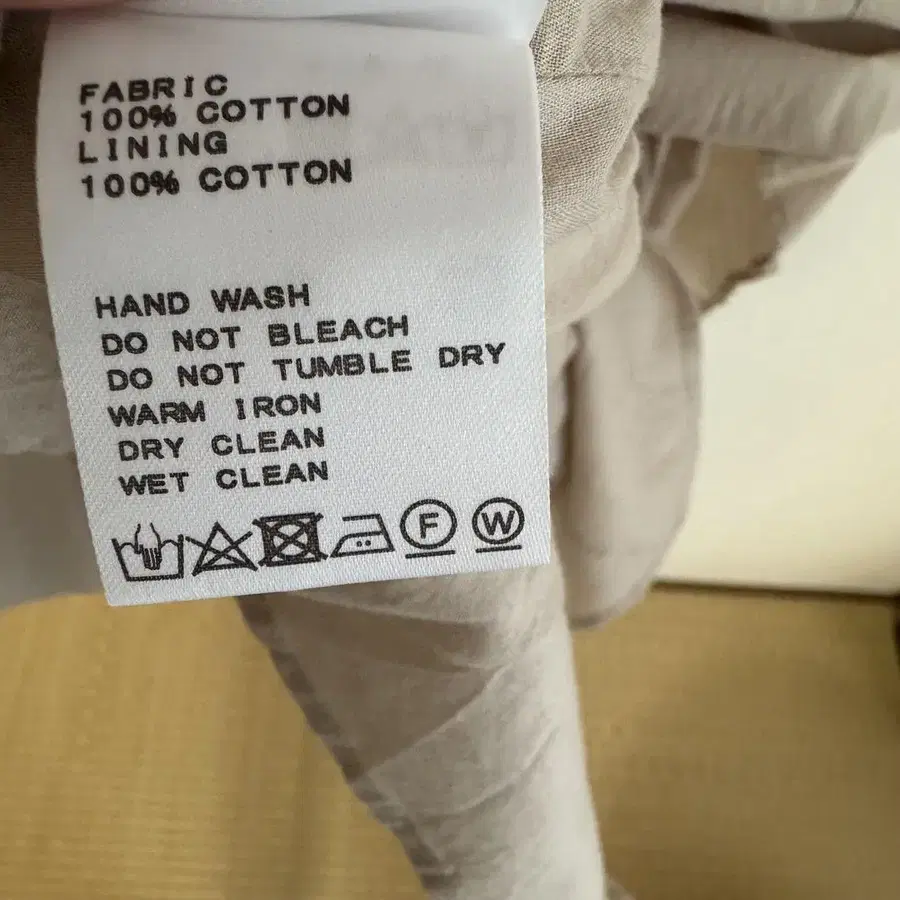 FABRIC
100% COTTON
LINING
100% COTTON
HAND WASH
DO NOT BLEACH
DO NOT TUMBLE DRY
WARM IRON
DRY CLEAN
WET CLEAN
F W